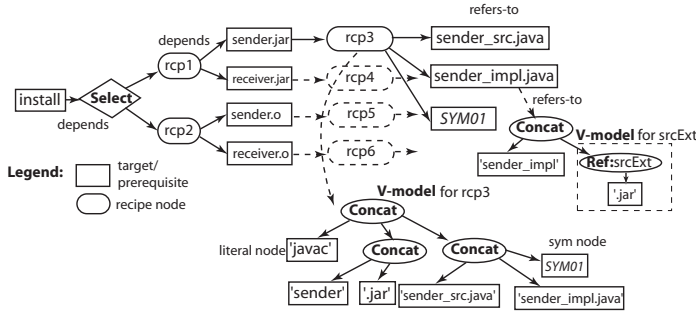 refers-to
depends
sender.jar
rcp3
sender_src.java
rcp1
receiver.jar
rcp4
sender_impl.java
install
Select
refers-to
depends
sender.o
rcp5
SYM01
Concat
V-model for srcExt
rcp2
receiver.o
rcp6
'sender_impl'
Ref:srcExt
'.jar'
Legend:
target/
prerequisite
recipe node
V-model for rcp3
Concat
literal node
'javac'
Concat
Concat
sym node
SYM01
'sender'
'.jar'
'sender_src.java'
'sender_impl.java'